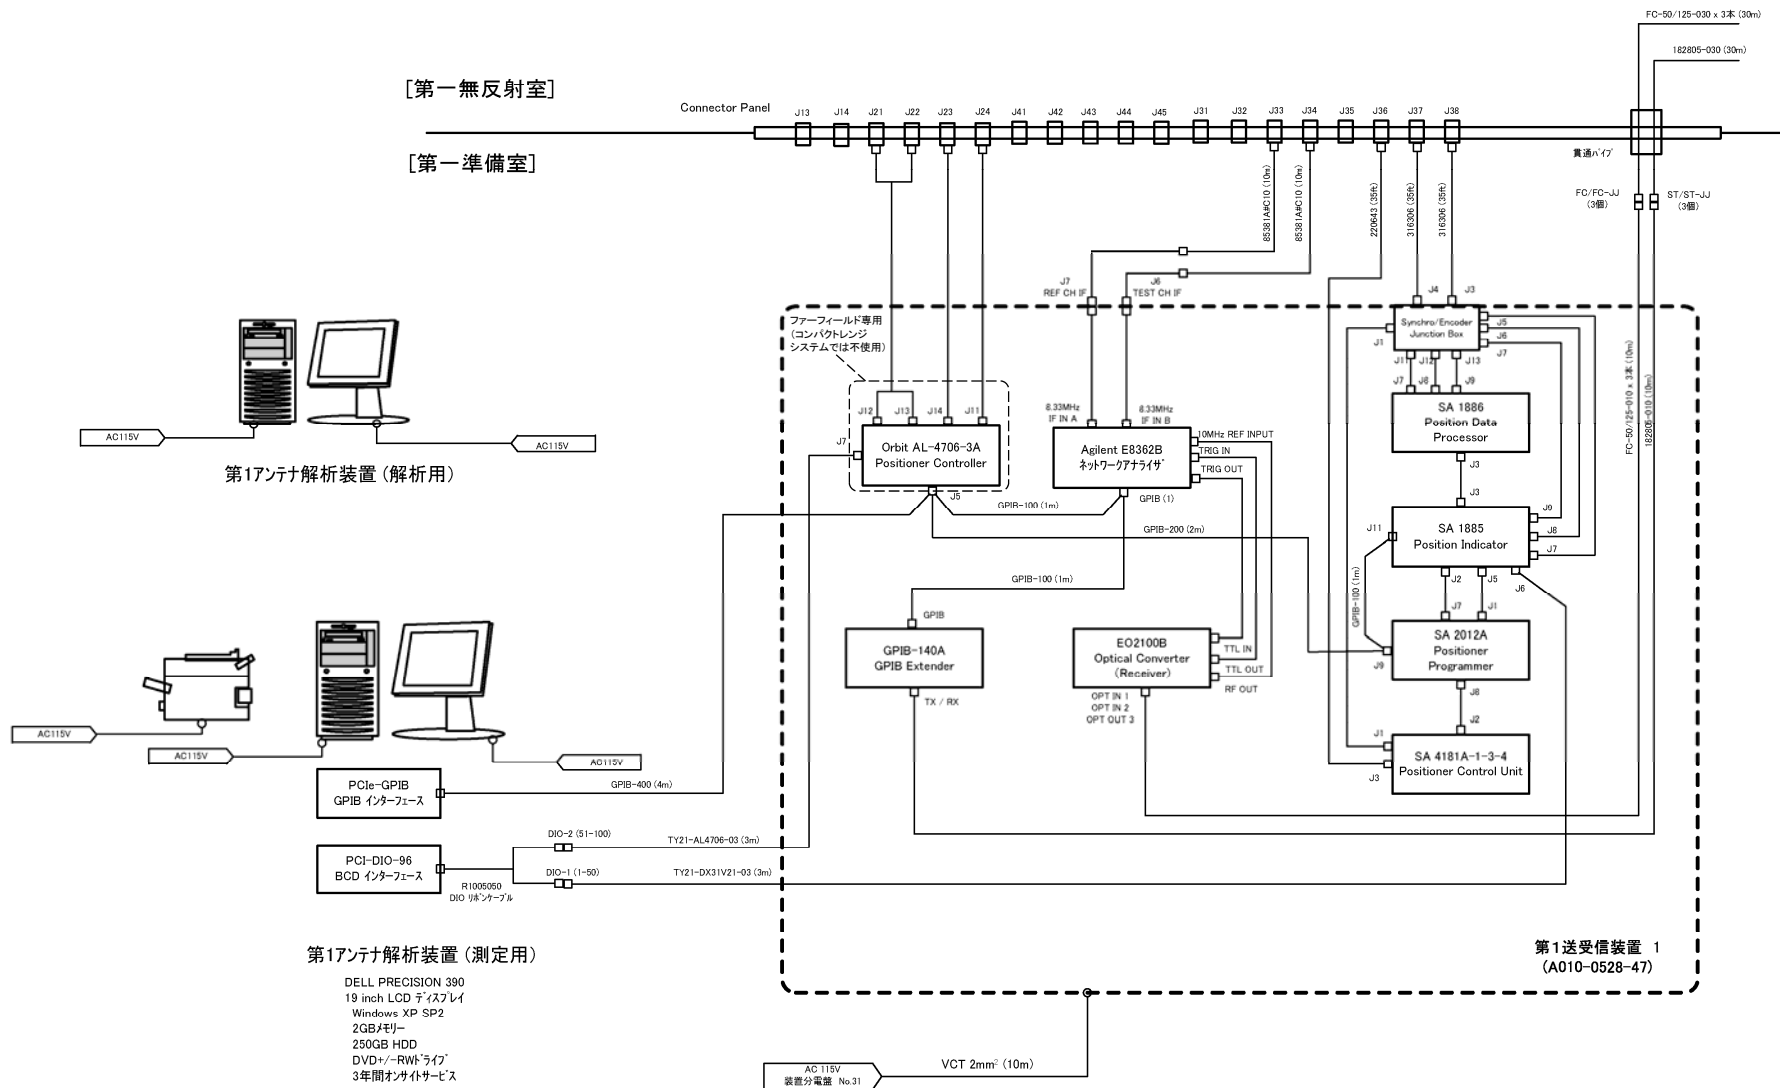 FC-50/125-030 x 3本 (30m)
182805-030 (30m)
[第一無反射室]
Connector Panel
J13
J14
J21
J22
J23
J24
J41
J42
J43
J44
J45
J31
J32
J33
J34
J35
J36
J37
J38
[第一準備室]
貫通パイプ
85381A#C10 (10m)
85381A#C10 (10m)
220643 (35ft)
316306 (35ft)
316306 (35ft)
FC/FC-JJ
(3個)
ST/ST-JJ
(3個)
J7
REF CH IF
J6
TEST CH IF
J4
J3
ファーフィールド専用
(コンパクトレンジ
システムでは不使用)
Synchro/Encoder
Junction Box
J1
J5
J6
J7
J1
J12
J13
J7
J8
J9
FC-50/125-010 x 3本 (10m)
182805-010 (10m)
J12
J13
J14
J11
8.33MHz
IF IN A
8.33MHz
IF IN B
SA 1886
Position Data
Processor
AC115V
AC115V
第1アンテナ解析装置 (解析用)
J7
Orbit AL-4706-3A
Positioner Controller
J5
Agilent E8362B
ネットワークアナライザ
10MHz REF INPUT
TRIG IN
TRIG OUT
GPIB (1)
J3
J3
GPIB-100 (1m)
GPIB-200 (2m)
J11
SA 1885
Position Indicator
J9
J8
J7
J2
J5
J6
GPIB-100 (1m)
GPIB-100 (1m)
GPIB
J7
J1
GPIB-140A
GPIB Extender
TX / RX
EO2100B
Optical Converter
(Receiver)
TTL IN
TTL OUT
RF OUT
OPT IN 1
OPT IN 2
OPT OUT 3
SA 2012A
Positioner
Programmer
J9
J8
J2
J1
J3
SA 4181A-1-3-4
Positioner Control Unit
AC115V
AC115V
AC115V
PCIe-GPIB
GPIB インターフェース
GPIB-400 (4m)
PCI-DIO-96
BCD インターフェース
DIO-2 (51-100)
TY21-AL4706-03 (3m)
DIO-1 (1-50)
TY21-DX31V21-03 (3m)
R1005050
DIO リボンケーブル
第1アンテナ解析装置 (測定用)
DELL PRECISION 390
19 inch LCD ディスプレイ
Windows XP SP2
2GBメモリー
250GB HDD
DVD+/-RWドライブ
3年間オンサイトサービス
第1送受信装置 1
(A010-0528-47)
AC 115V
装置分電盤 No.31
VCT 2mm² (10m)